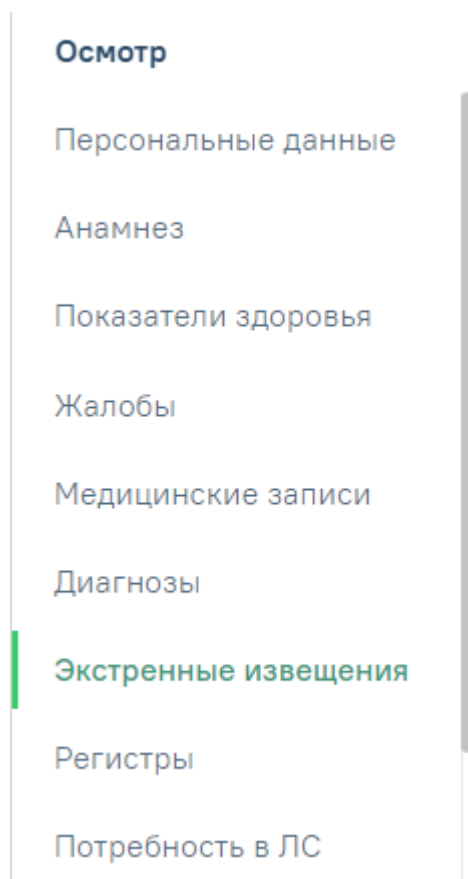 Осмотр
Персональные данные
Анамнез
Показатели здоровья
Жалобы
Медицинские записи
Диагнозы
Экстренные извещения
Регистры
Потребность в ЛС